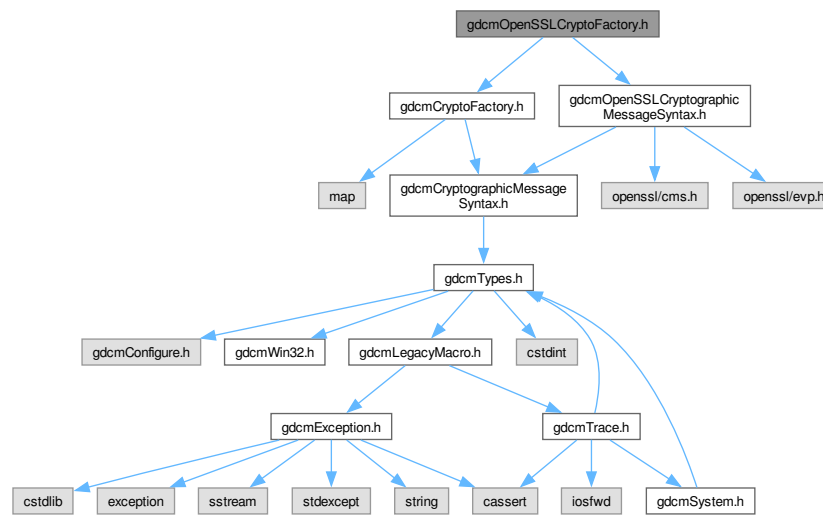 gdcmOpenSSLCryptoFactory.h
gdcmCryptoFactory.h
gdcmOpenSSLCryptographic
MessageSyntax.h
map
gdcmCryptographicMessage
Syntax.h
openssl/cms.h
openssl/evp.h
gdcmTypes.h
gdcmConfigure.h
gdcmWin32.h
gdcmLegacyMacro.h
cstdint
gdcmException.h
gdcmTrace.h
cstdlib
exception
sstream
stdexcept
string
cassert
iosfwd
gdcmSystem.h